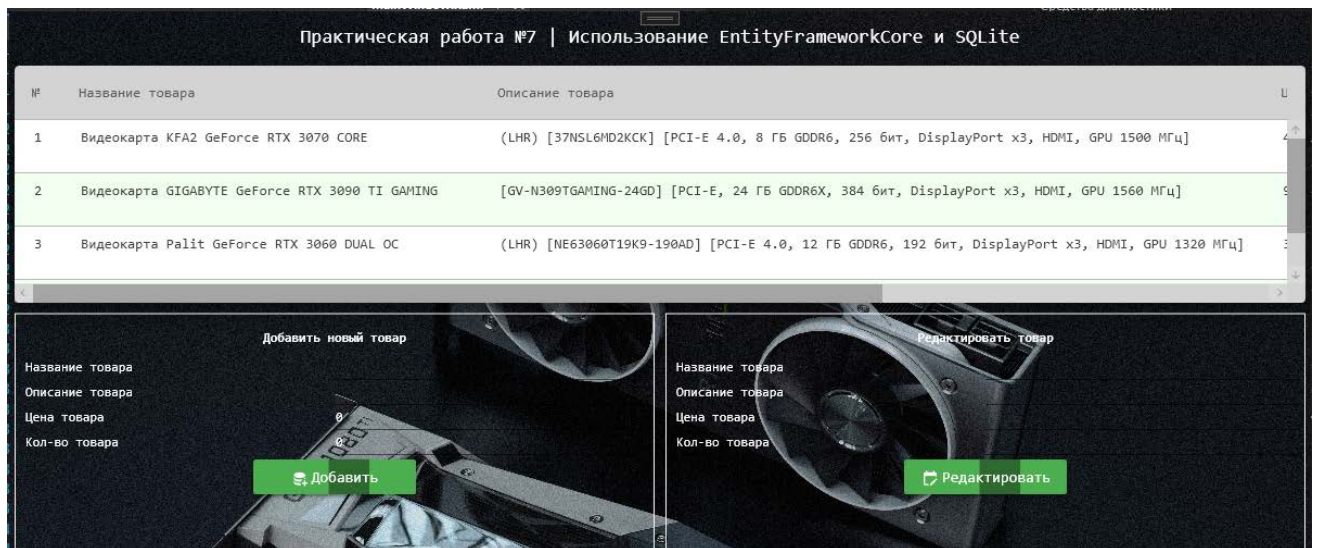 Практическая работа №7 | Использование EntityFrameworkCore и SQLite
№ Название товара Описание товара Ц
1 Видеокарта KFA2 GeForce RTX 3070 CORE (LHR) [37NSL6MD2KCK] [PCI-E 4.0, 8 ГБ GDDR6, 256 бит, DisplayPort x3, HDMI, GPU 1500 МГц]
2 Видеокарта GIGABYTE GeForce RTX 3090 TI GAMING [GV-N309TGAMING-24GD] [PCI-E, 24 ГБ GDDR6X, 384 бит, DisplayPort x3, HDMI, GPU 1560 МГц]
3 Видеокарта Palit GeForce RTX 3060 DUAL OC (LHR) [NE63060T19K9-190AD] [PCI-E 4.0, 12 ГБ GDDR6, 192 бит, DisplayPort x3, HDMI, GPU 1320 МГц]
Добавить новый товар
Название товара
Описание товара
Цена товара 0
Кол-во товара 0
Добавить
Редактировать товар
Название товара
Описание товара
Цена товара
Кол-во товара
Редактировать